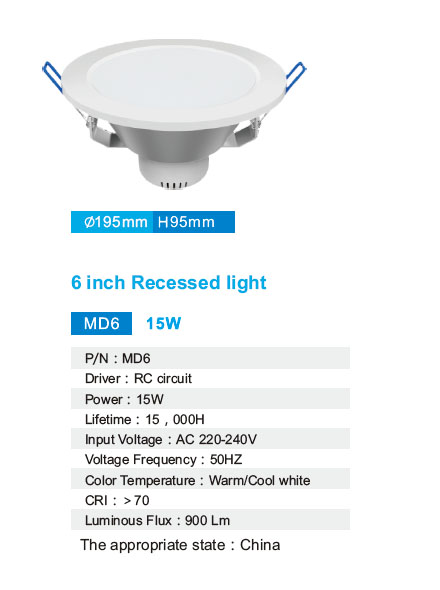 Ø195mm H95mm
6 inch Recessed light
MD6 15W
P/N：MD6
Driver：RC circuit
Power：15W
Lifetime：15，000H
Input Voltage：AC 220-240V
Voltage Frequency：50HZ
Color Temperature：Warm/Cool white
CRI：＞70
Luminous Flux：900 Lm
The appropriate state：China